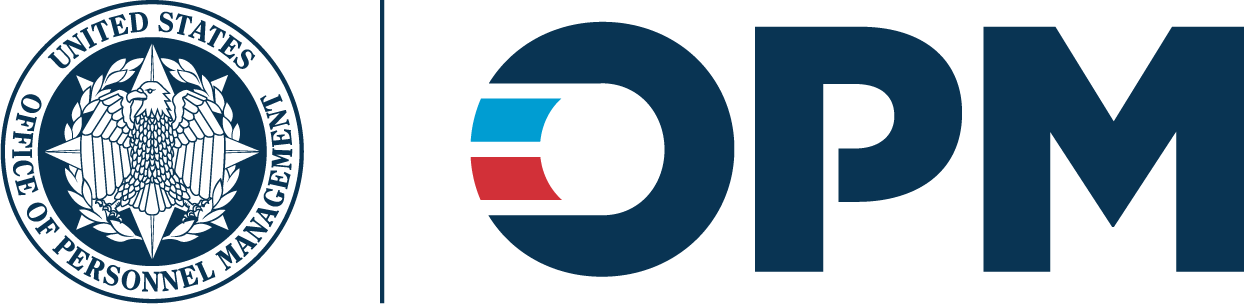 UNITED STATES
OFFICE OF PERSONNEL MANAGEMENT
OPM